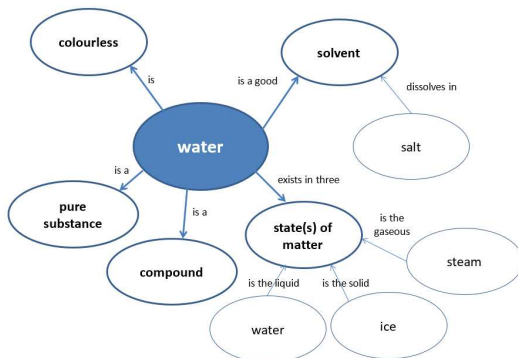 colourless
solvent
is
is a good
dissolves in
water
salt
is a
exists in three
pure
substance
is a
state(s) of
matter
is the
gaseous
compound
steam
is the liquid
is the solid
water
ice